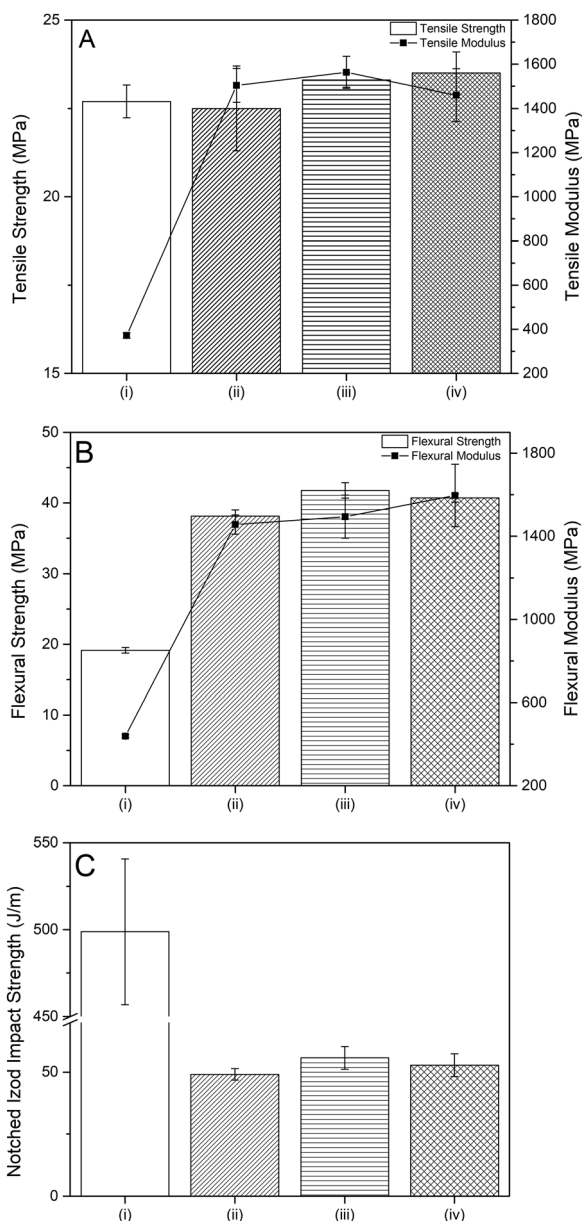 A
Tensile Strength
Tensile Modulus
Tensile Strength (MPa)
25
20
15
Tensile Modulus (MPa)
1800
1600
1400
1200
1000
800
600
400
200
(i)
(ii)
(iii)
(iv)
B
Flexural Strength
Flexural Modulus
Flexural Strength (MPa)
50
40
30
20
10
0
Flexural Modulus (MPa)
1800
1400
1000
600
200
(i)
(ii)
(iii)
(iv)
C
Notched Izod Impact Strength (J/m)
550
500
450
50
0
(i)
(ii)
(iii)
(iv)